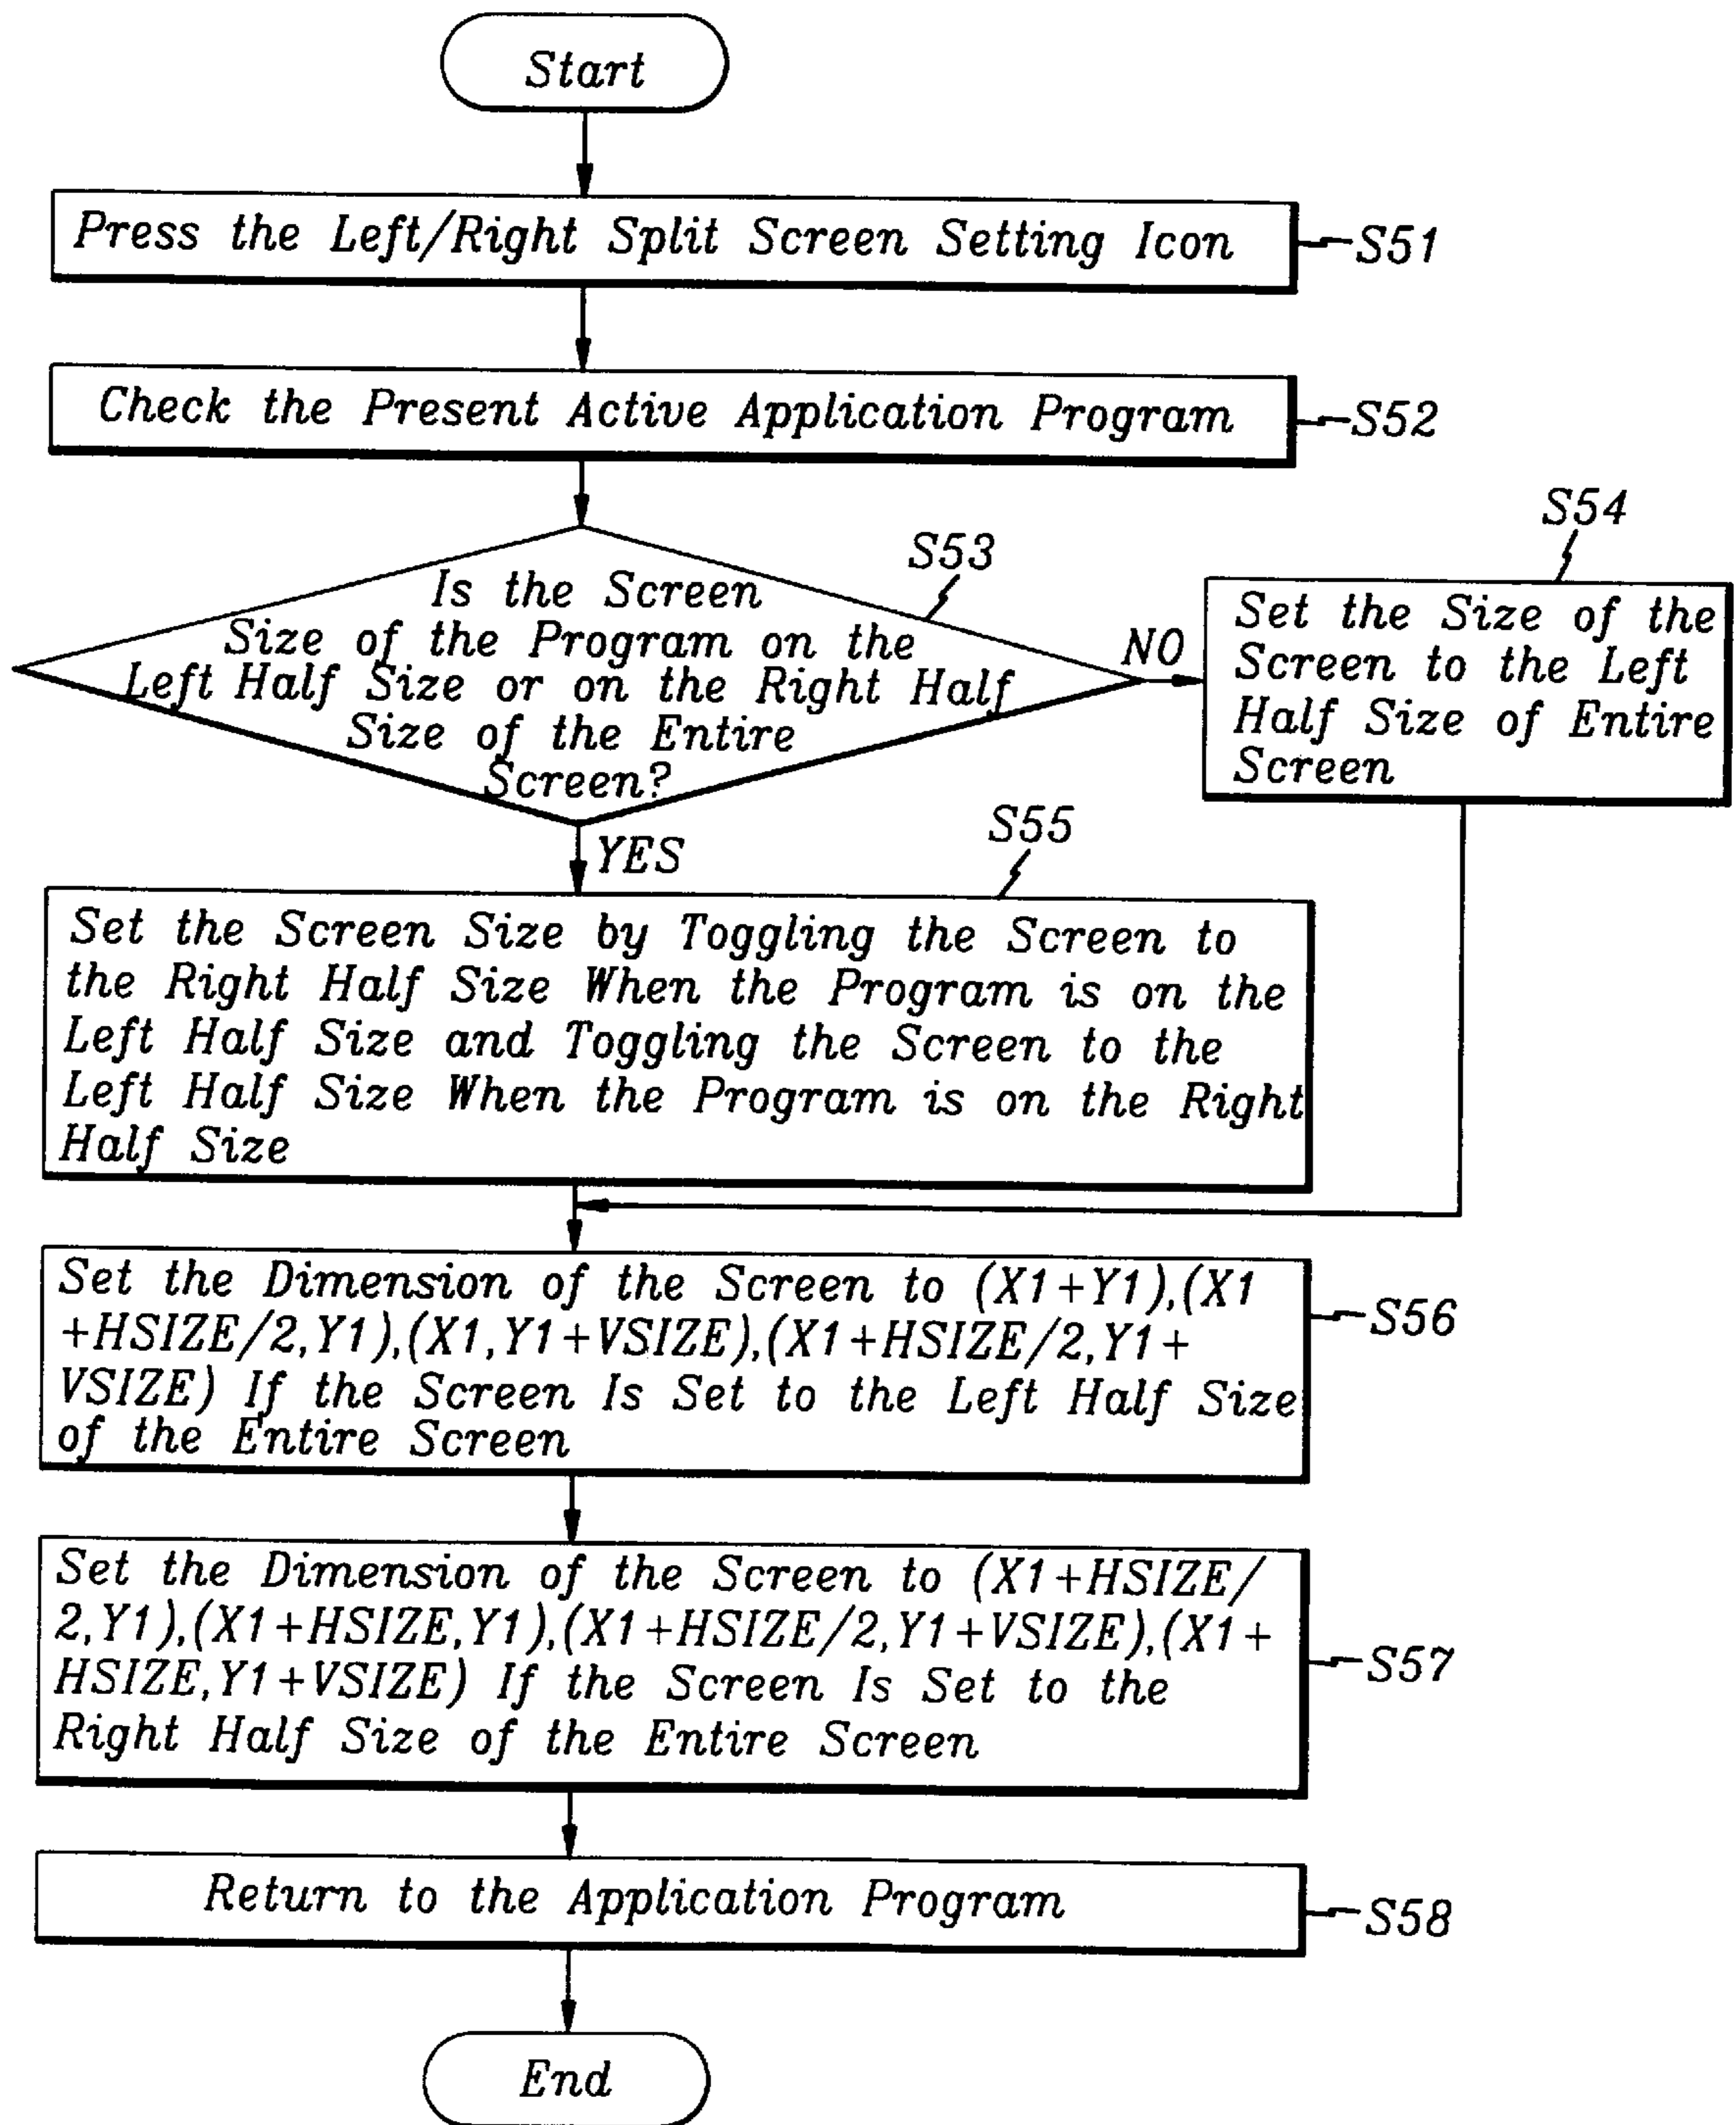 Start
Press the Left/Right Split Screen Setting Icon
S51
Check the Present Active Application Program
S52
S53
Is the Screen
Size of the Program on the
Left Half Size or on the Right Half
Size of the Entire
Screen?
NO
S54
Set the Size of the
Screen to the Left
Half Size of Entire
Screen
YES
S55
Set the Screen Size by Toggling the Screen to
the Right Half Size When the Program is on the
Left Half Size and Toggling the Screen to the
Left Half Size When the Program is on the Right
Half Size
Set the Dimension of the Screen to (X1+Y1),(X1
+HSIZE/2,Y1),(X1,Y1+VSIZE),(X1+HSIZE/2,Y1+
VSIZE) If the Screen Is Set to the Left Half Size
of the Entire Screen
S56
Set the Dimension of the Screen to (X1+HSIZE/
2,Y1),(X1+HSIZE,Y1),(X1+HSIZE/2,Y1+VSIZE),(X1+
HSIZE,Y1+VSIZE) If the Screen Is Set to the
Right Half Size of the Entire Screen
S57
Return to the Application Program
S58
End